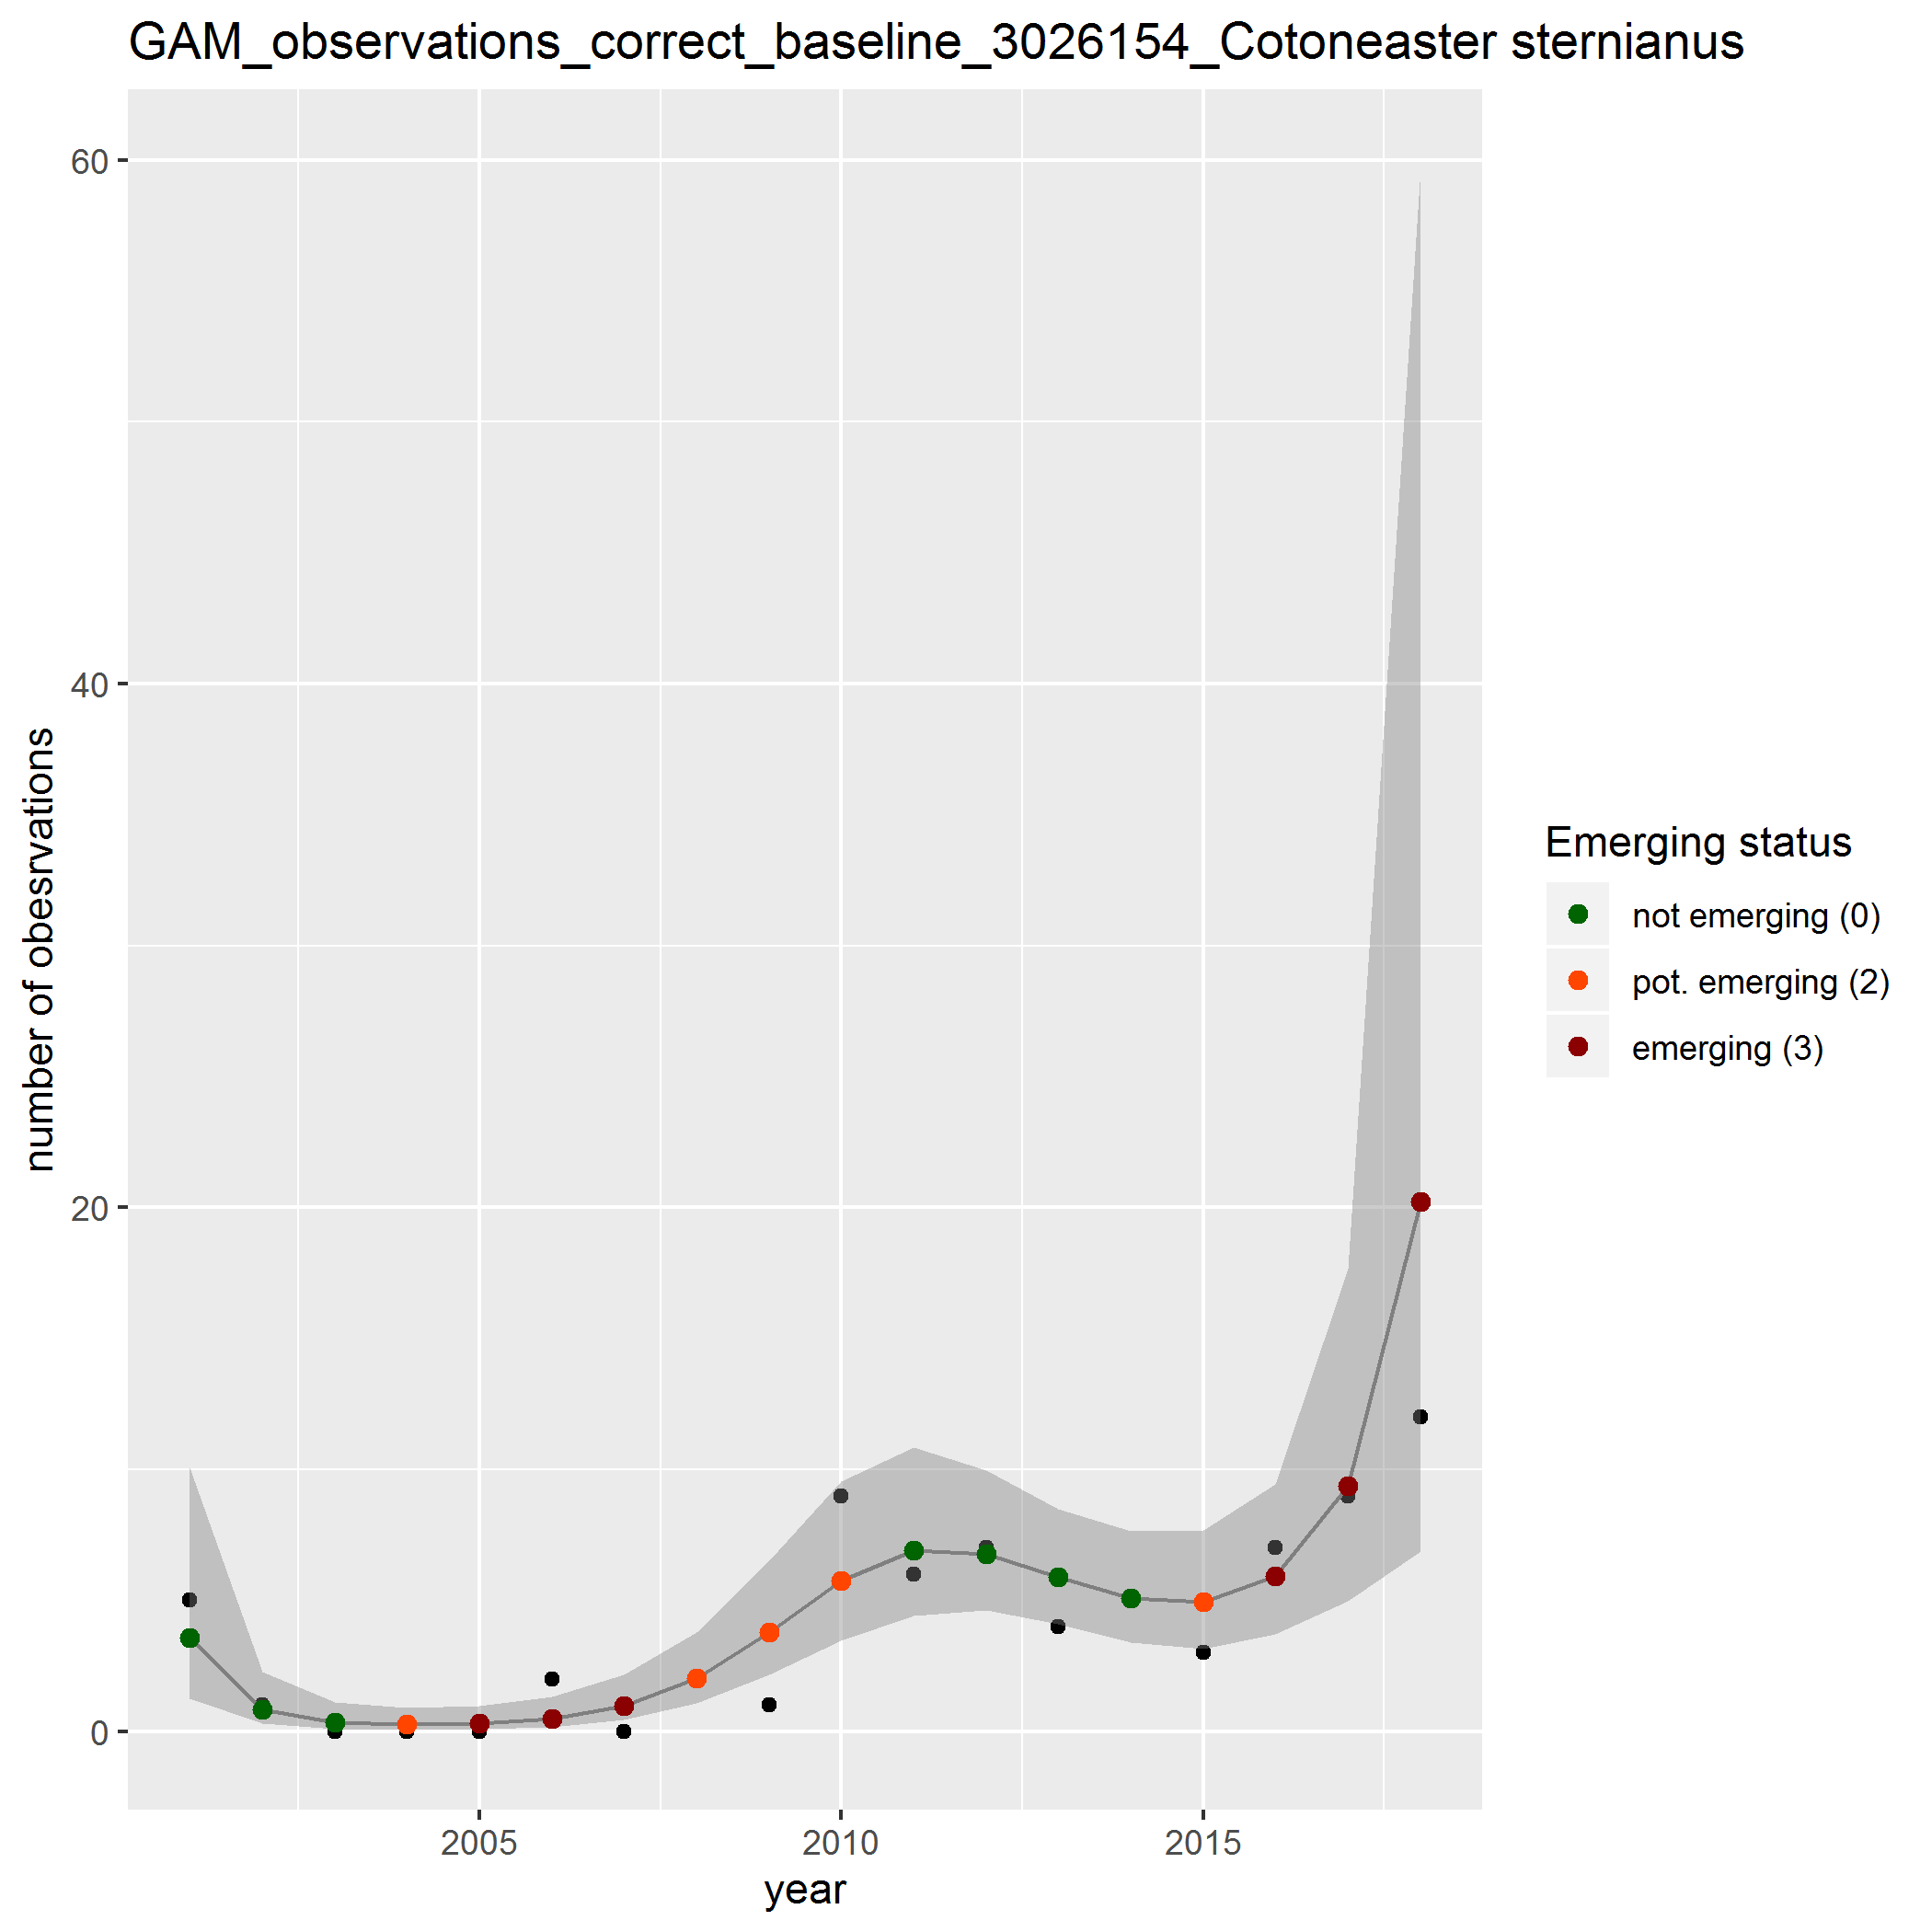 GAM_observations_correct_baseline_3026154_Cotoneaster sternianus
60
40
20
0
number of obesrvations
2005
2010
2015
year
Emerging status
not emerging (0)
pot. emerging (2)
emerging (3)